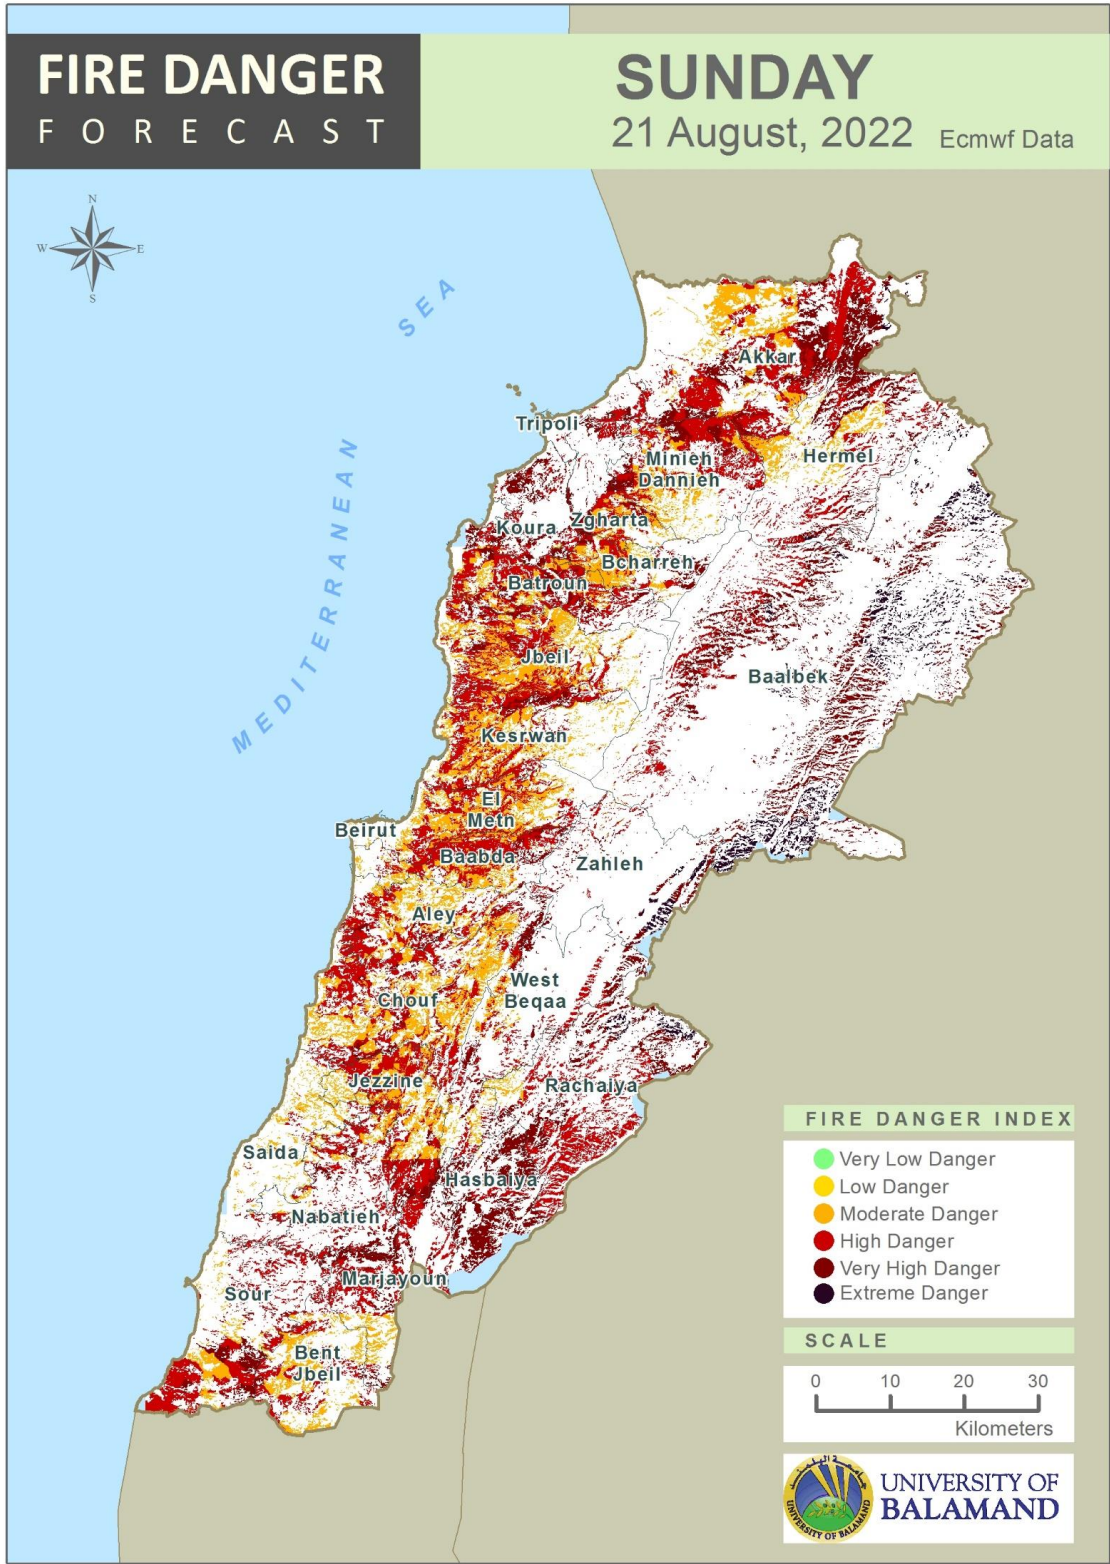 FIRE DANGER
FORECAST
SUNDAY
21 August, 2022 Ecmwf Data
N
W
E
S
MEDITERRANEAN SEA
Akkar
Tripoli
Minieh
Dannieh
Hermel
Koura
Zgharta
Bcharreh
Batroun
Jbeil
Baalbek
Kesrwan
El
Metn
Beirut
Baabda
Zahleh
Aley
West
Beqaa
Chouf
Jezzine
Rachaiya
Saida
Hasbaiya
Nabatieh
Marjayoun
Sour
Bent
Jbeil
FIRE DANGER INDEX
Very Low Danger
Low Danger
Moderate Danger
High Danger
Very High Danger
Extreme Danger
SCALE
0 10 20 30
Kilometers
UNIVERSITY OF BALAMAND
UNIVERSITY OF
BALAMAND